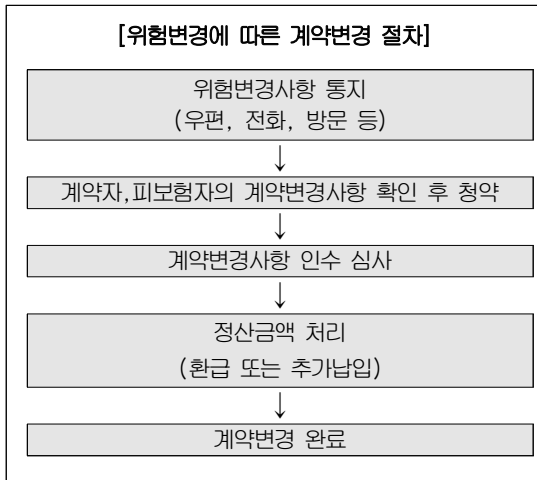 [위험변경에 따른 계약변경 절차]
위험변경사항 통지
(우편, 전화, 방문 등)
↓
계약자,피보험자의 계약변경사항 확인 후 청약
↓
계약변경사항 인수 심사
↓
정산금액 처리
(환급 또는 추가납입)
↓
계약변경 완료